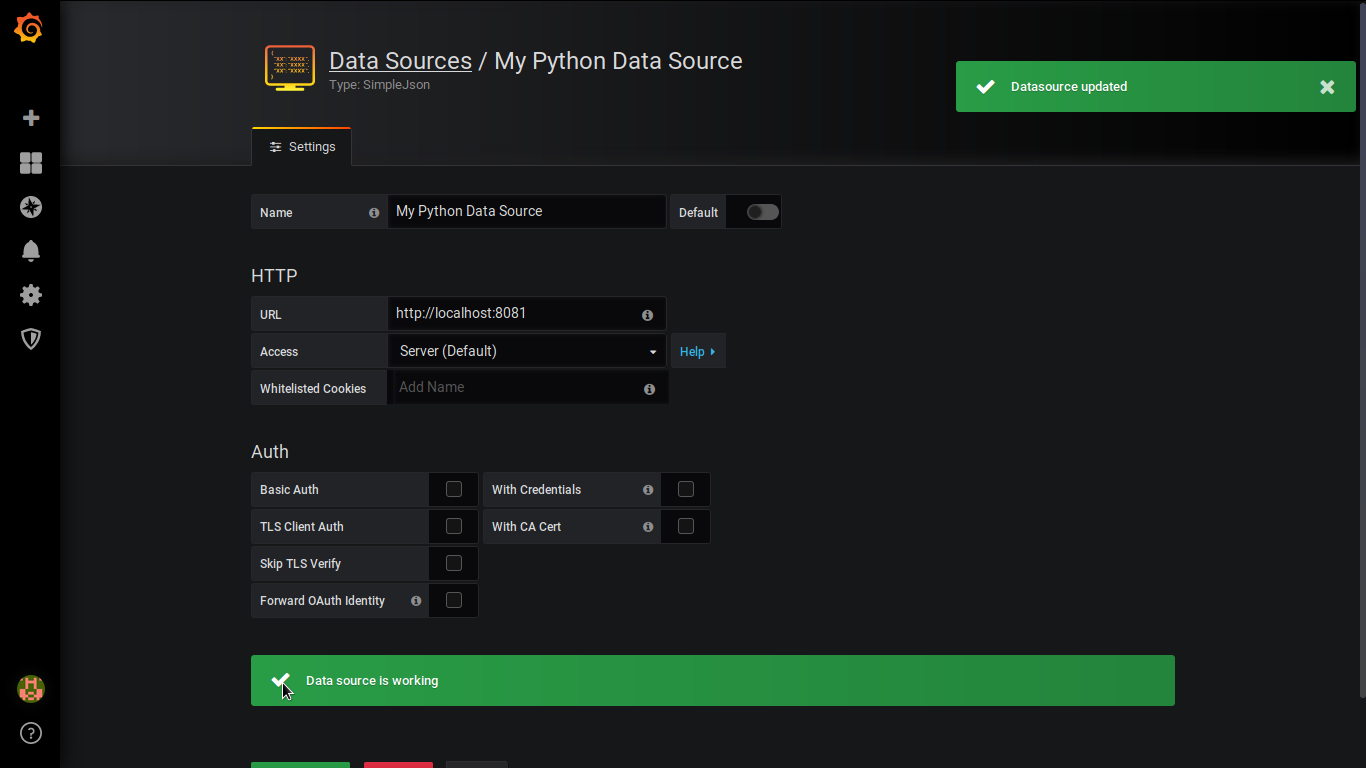 Data Sources / My Python Data Source
Type: SimpleJson
Datasource updated
Settings
Name
My Python Data Source
Default
HTTP
URL
http://localhost:8081
Access
Server (Default)
Help
Whitelisted Cookies
Add Name
Auth
Basic Auth
With Credentials
TLS Client Auth
With CA Cert
Skip TLS Verify
Forward OAuth Identity
Data source is working